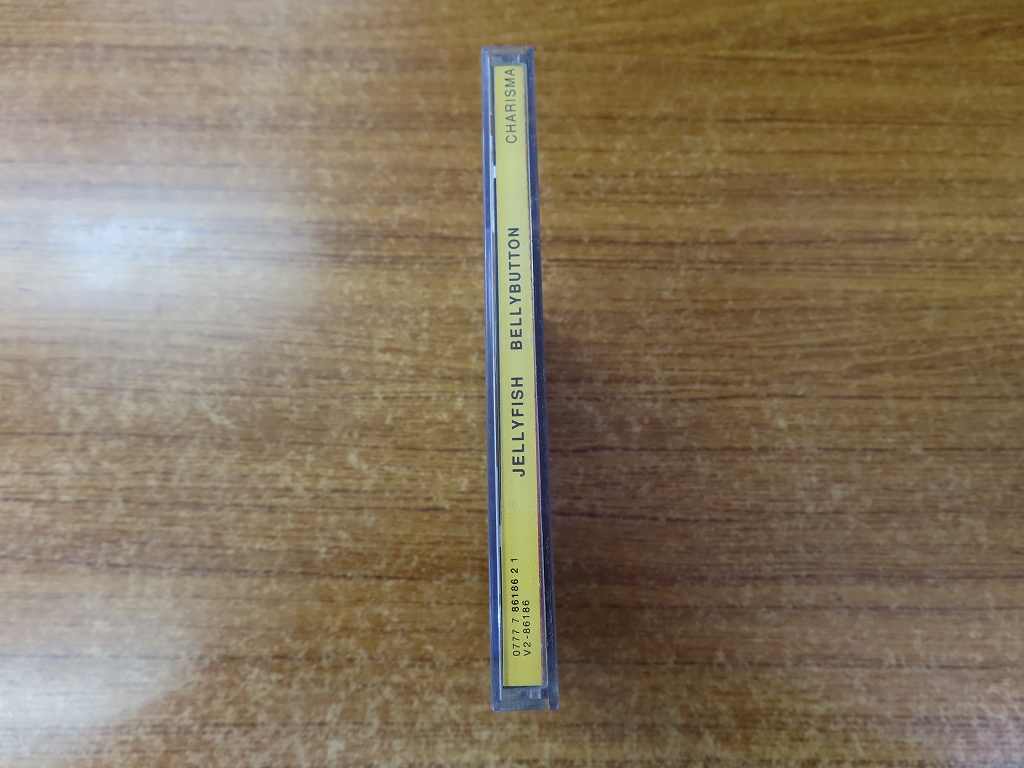 0777 7 86186 2 1
V2-86186
JELLYFISH BELLYBUTTON
CHARISMA